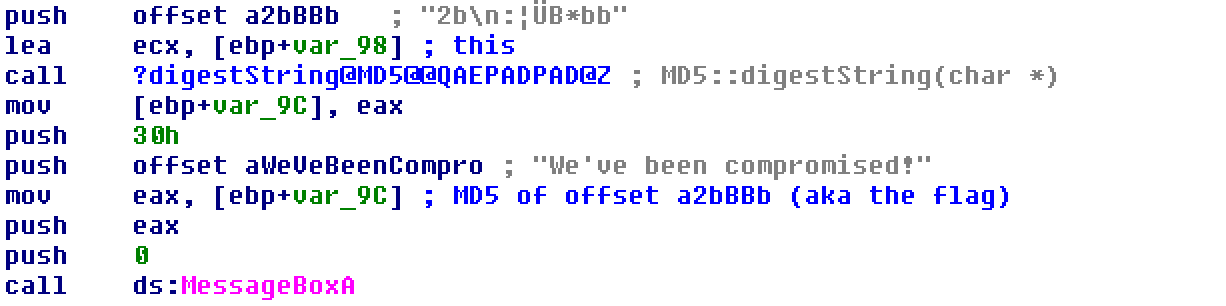 push offset a2bBBb ; "2b\n:¦ÜB*bb"
lea ecx, [ebp+var_98] ; this
call ?digestString@MD5@@QAEPADPAD@Z ; MD5::digestString(char *)
mov [ebp+var_9C], eax
push 30h
push offset aWeVeBeenCompro ; "We've been compromised!"
mov eax, [ebp+var_9C] ; MD5 of offset a2bBBb (aka the flag)
push eax
push 0
call ds:MessageBoxA